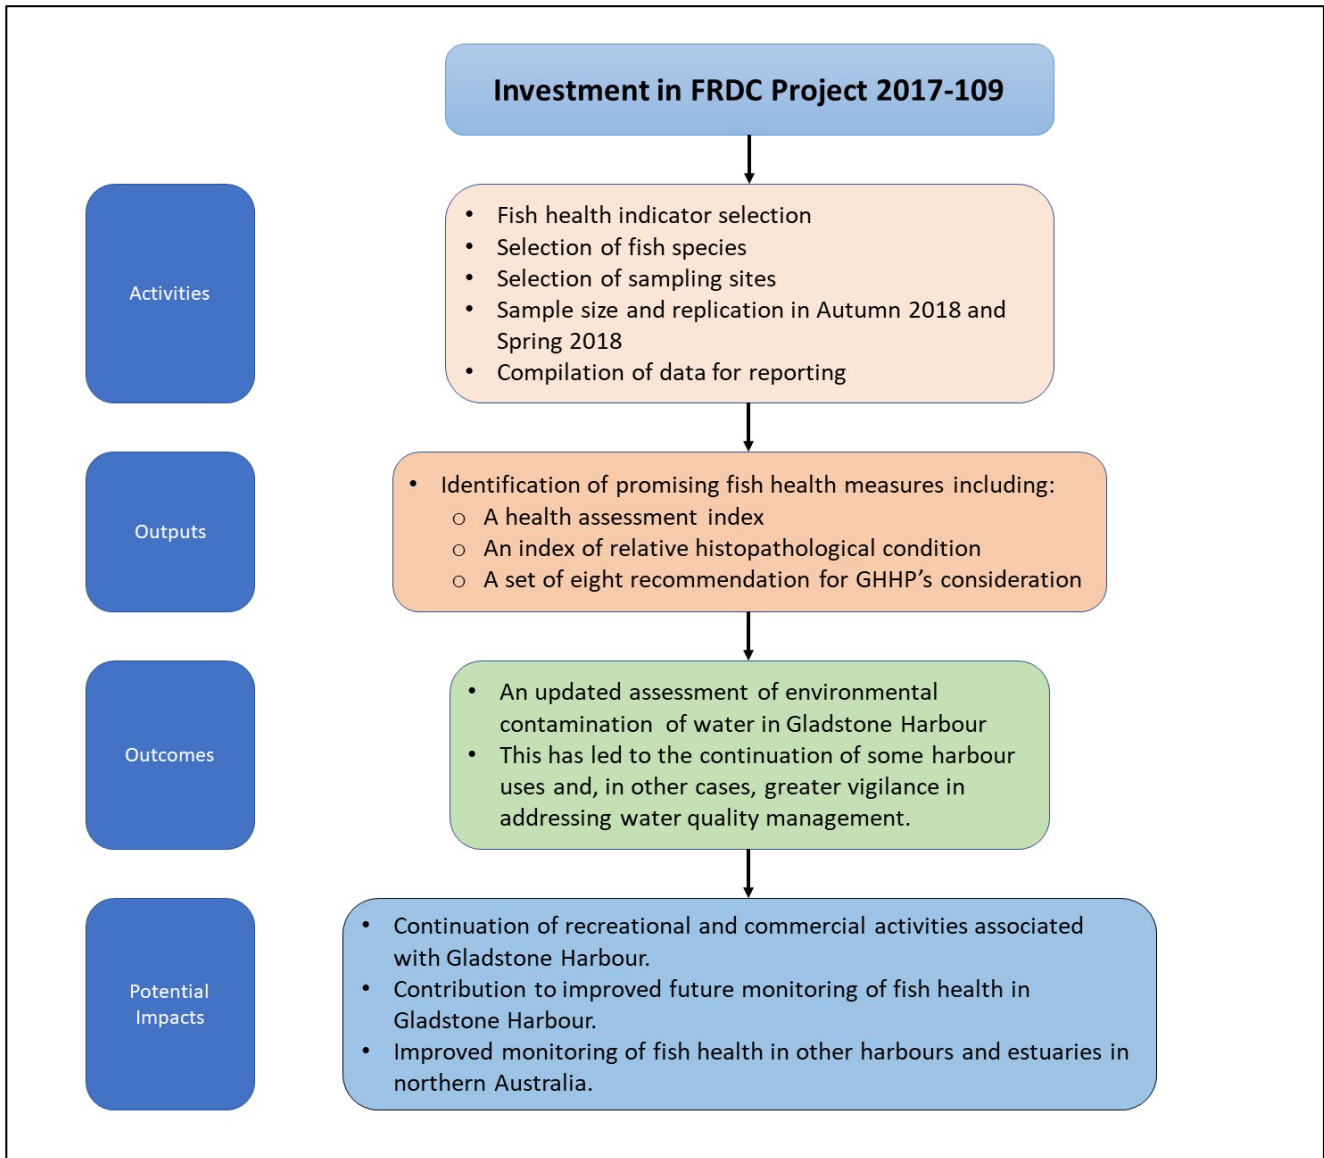 Investment in FRDC Project 2017-109
Activities
• Fish health indicator selection
• Selection of fish species
• Selection of sampling sites
• Sample size and replication in Autumn 2018 and
Spring 2018
• Compilation of data for reporting
Outputs
• Identification of promising fish health measures including:
o A health assessment index
o An index of relative histopathological condition
o A set of eight recommendation for GHHP’s consideration
Outcomes
• An updated assessment of environmental
contamination of water in Gladstone Harbour
• This has led to the continuation of some harbour
uses and, in other cases, greater vigilance in
addressing water quality management.
Potential
Impacts
• Continuation of recreational and commercial activities associated
with Gladstone Harbour.
• Contribution to improved future monitoring of fish health in
Gladstone Harbour.
• Improved monitoring of fish health in other harbours and estuaries in
northern Australia.